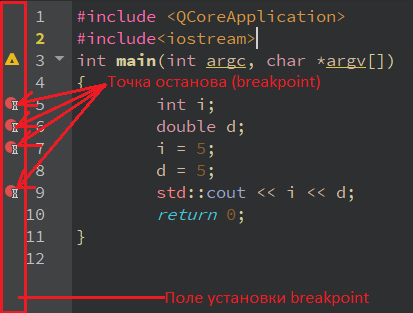 1 #include <QCoreApplication>
2 #include<iostream>
3 int main(int argc, char *argv[])
4 {
Точка останова (breakpoint)
5 int i;
6 double d;
7 i = 5;
8 d = 5;
9 std::cout << i << d;
10 return 0;
11 }
12
Поле установки breakpoint